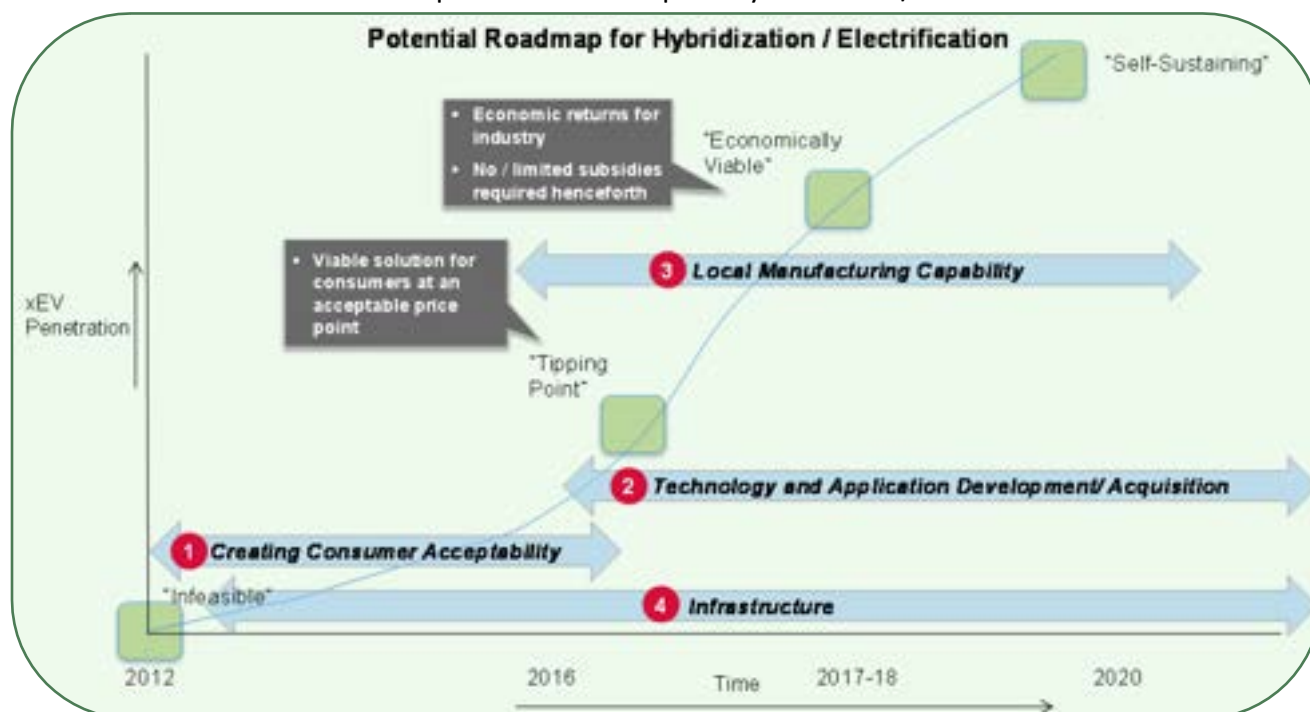 Potential Roadmap for Hybridization / Electrification
"Self-Sustaining"
• Economic returns for
industry
• No / limited subsidies
required henceforth
"Economically
Viable"
• Viable solution for
consumers at an
acceptable price
point
3 Local Manufacturing Capability
xEV
Penetration
"Tipping
Point"
2 Technology and Application Development/ Acquisition
1 Creating Consumer Acceptability
"Infeasible"
4 Infrastructure
2012
2016
Time
2017-18
2020